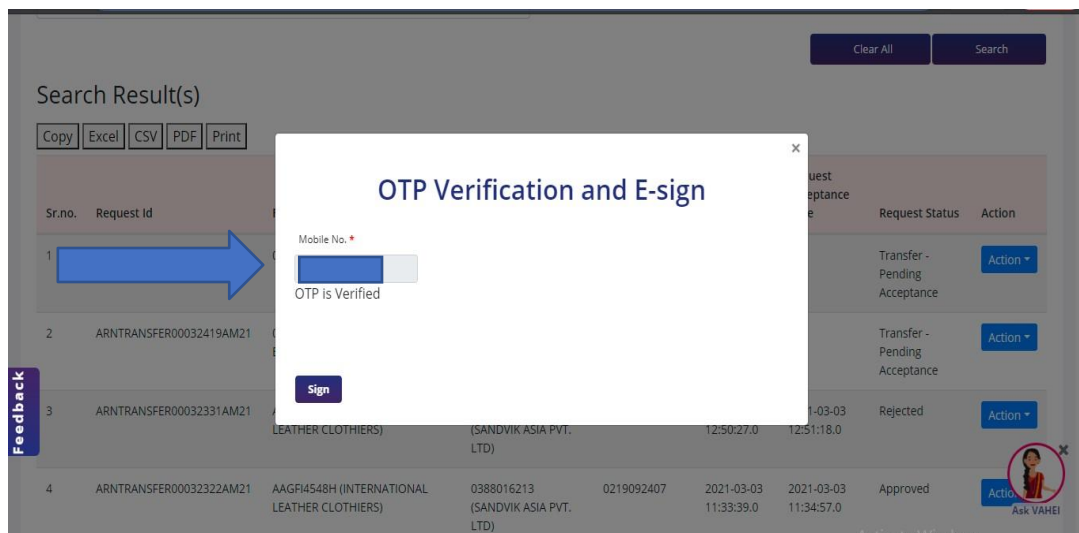 Clear All
Search
Search Result(s)
Copy
Excel
CSV
PDF
Print
×
OTP Verification and E-sign
Mobile No. *
OTP is Verified
Sign
Sr.no.
Request Id
Request Status
Action
1
Transfer -
Pending
Acceptance
Action
2
ARNTRANSFER00032419AM21
Transfer -
Pending
Acceptance
Action
3
ARNTRANSFER00032331AM21
LEATHER CLOTHIERS)
(SANDVIK ASIA PVT.
LTD)
12:50:27.0
12:51:18.0
Rejected
Action
4
ARNTRANSFER00032322AM21
AAGFI4548H (INTERNATIONAL
LEATHER CLOTHIERS)
0388016213
(SANDVIK ASIA PVT.
LTD)
0219092407
2021-03-03
11:33:39.0
2021-03-03
11:34:57.0
Approved
Feedback
Ask VAHEI